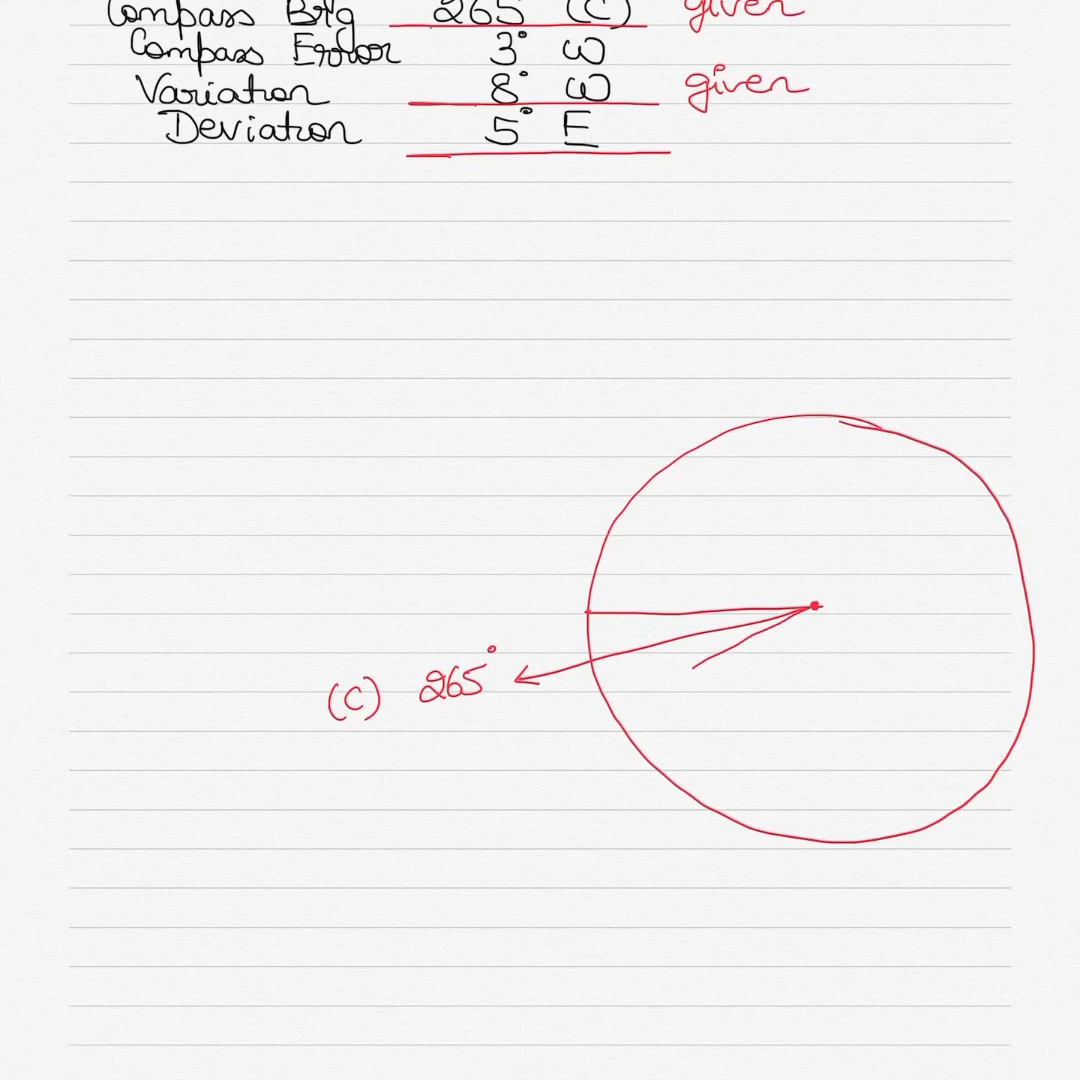 Compass Brg 265° (C) given
Compass Error 3° W
Variation 8° W given
Deviation 5° E
(C) 265°